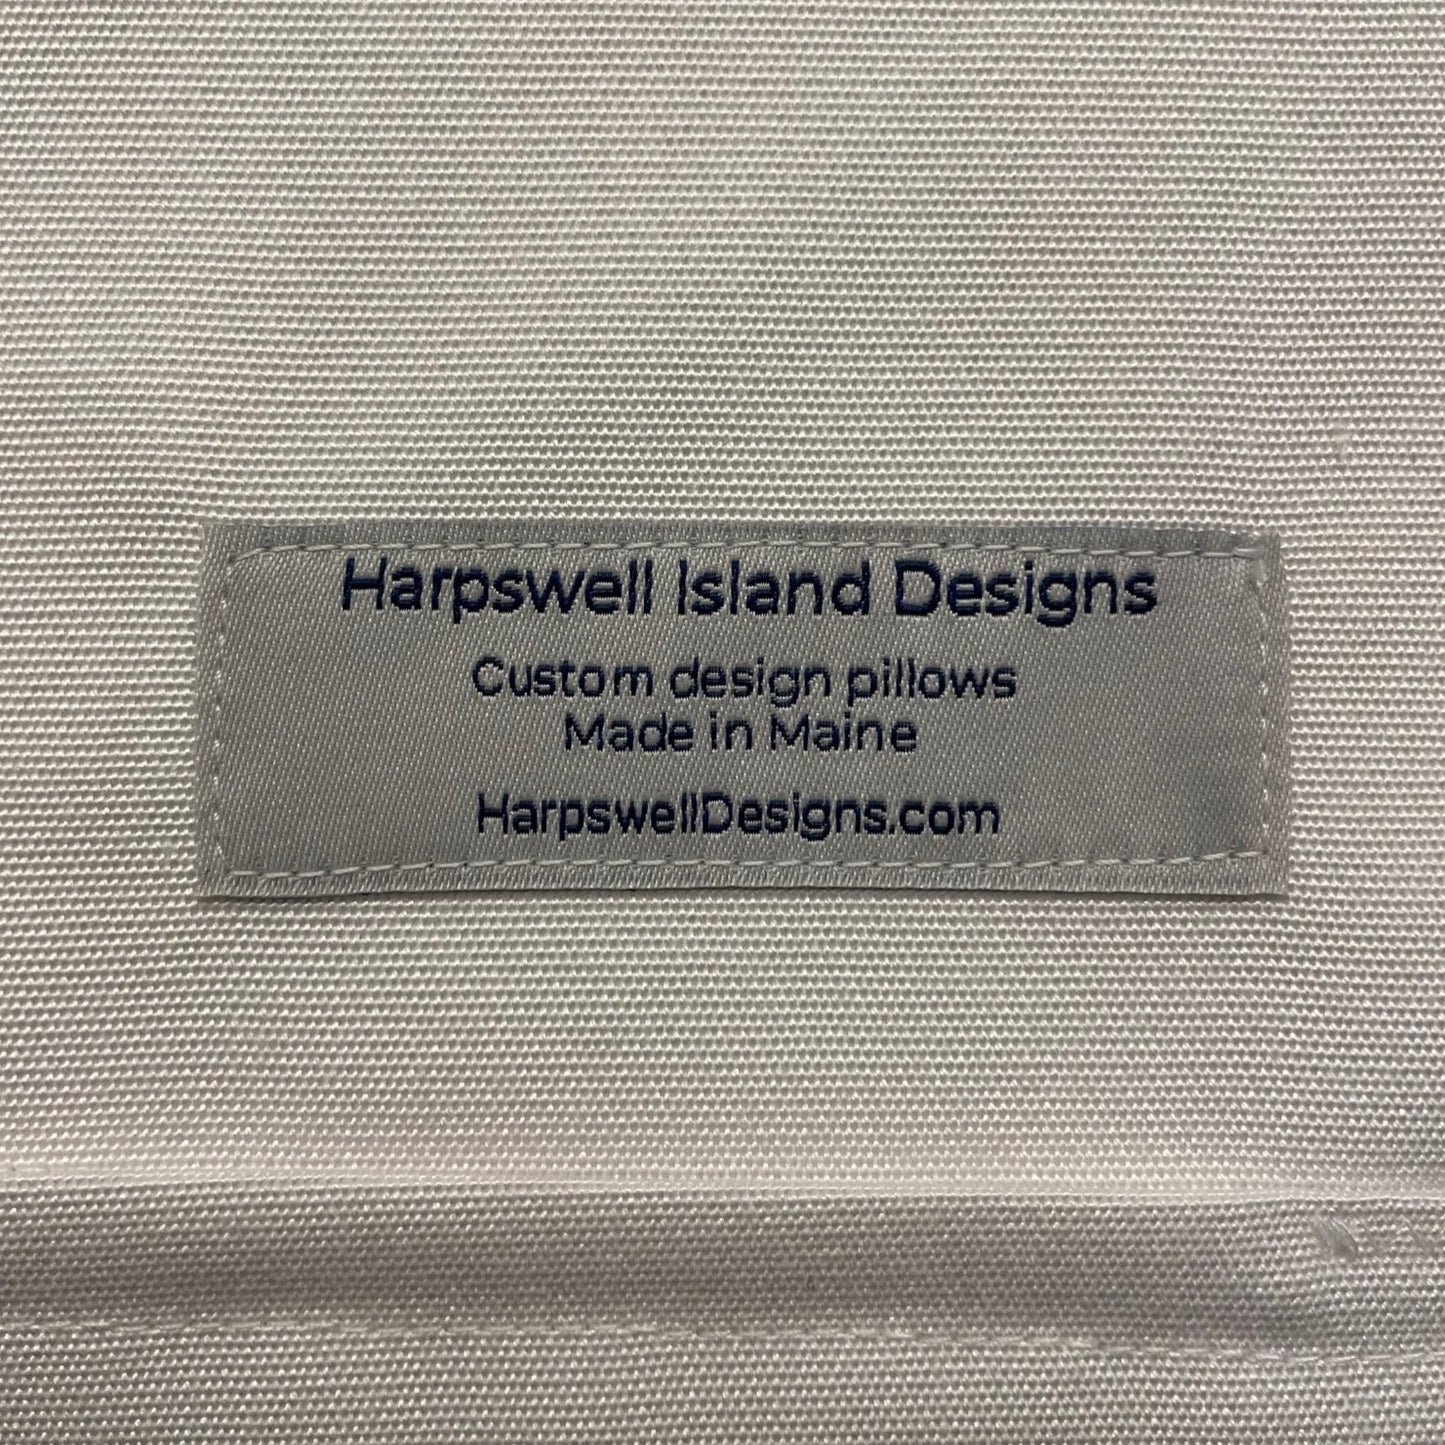 Harpswell Island Designs
Custom design pillows
Made in Maine
HarpswellDesigns.com